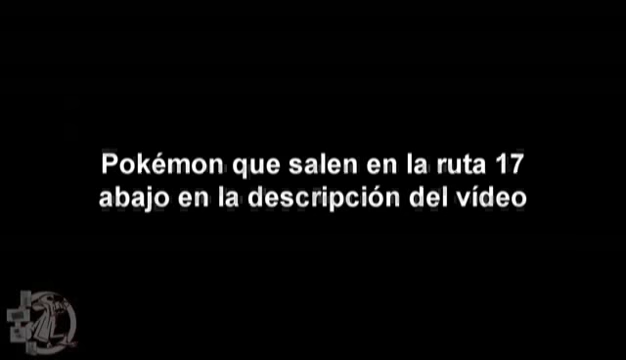 Pokémon que salen en la ruta 17
abajo en la descripción del vídeo